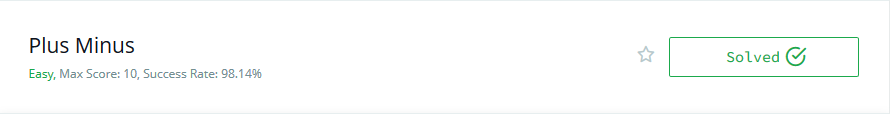 Plus Minus
Solved
Easy, Max Score: 10, Success Rate: 98.14%